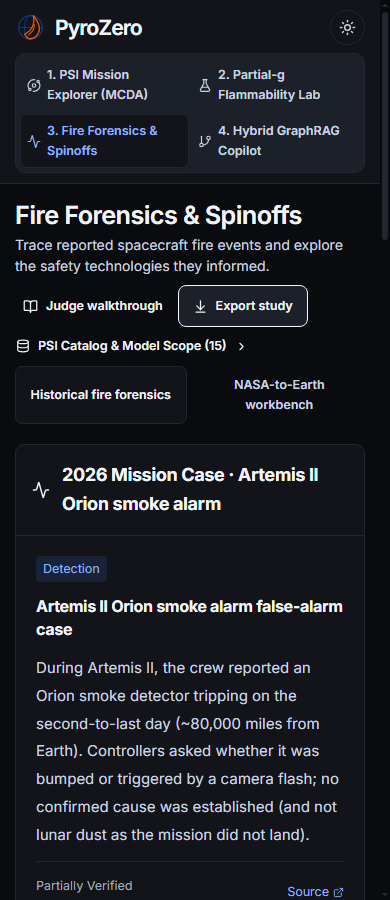 PyroZero
1. PSI Mission
Explorer (MCDA)
2. Partial-g
Flammability Lab
3. Fire Forensics &
Spinoffs
4. Hybrid GraphRAG
Copilot
Fire Forensics & Spinoffs
Trace reported spacecraft fire events and explore
the safety technologies they informed.
Judge walkthrough
Export study
PSI Catalog & Model Scope (15)
Historical fire forensics
NASA-to-Earth
workbench
2026 Mission Case · Artemis II
Orion smoke alarm
Detection
Artemis II Orion smoke alarm false-alarm
case
During Artemis II, the crew reported an
Orion smoke detector tripping on the
second-to-last day (~80,000 miles from
Earth). Controllers asked whether it was
bumped or triggered by a camera flash; no
confirmed cause was established (and not
lunar dust as the mission did not land).
Partially Verified
Source